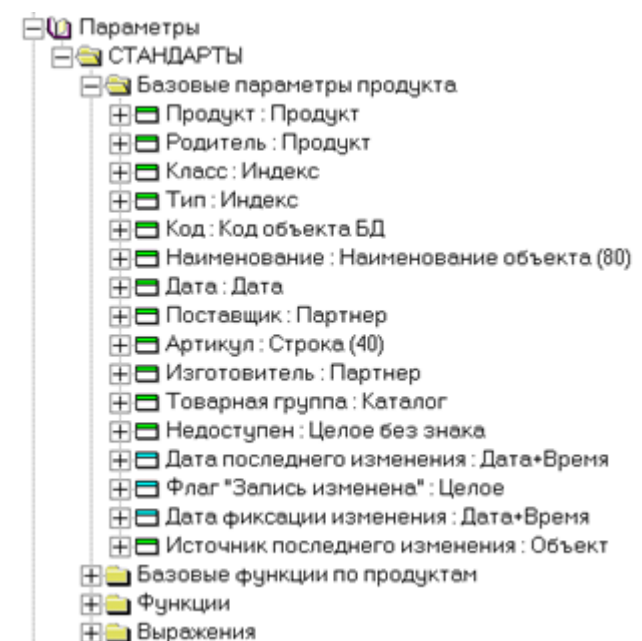 Параметры
СТАНДАРТЫ
Базовые параметры продукта
Продукт : Продукт
Родитель : Продукт
Класс : Индекс
Тип : Индекс
Код : Код объекта БД
Наименование : Наименование объекта (80)
Дата : Дата
Поставщик : Партнер
Артикул : Строка (40)
Изготовитель : Партнер
Товарная группа : Каталог
Недоступен : Целое без знака
Дата последнего изменения : Дата+Время
Флаг "Запись изменена" : Целое
Дата фиксации изменения : Дата+Время
Источник последнего изменения : Объект
Базовые функции по продуктам
Функции
Выражения